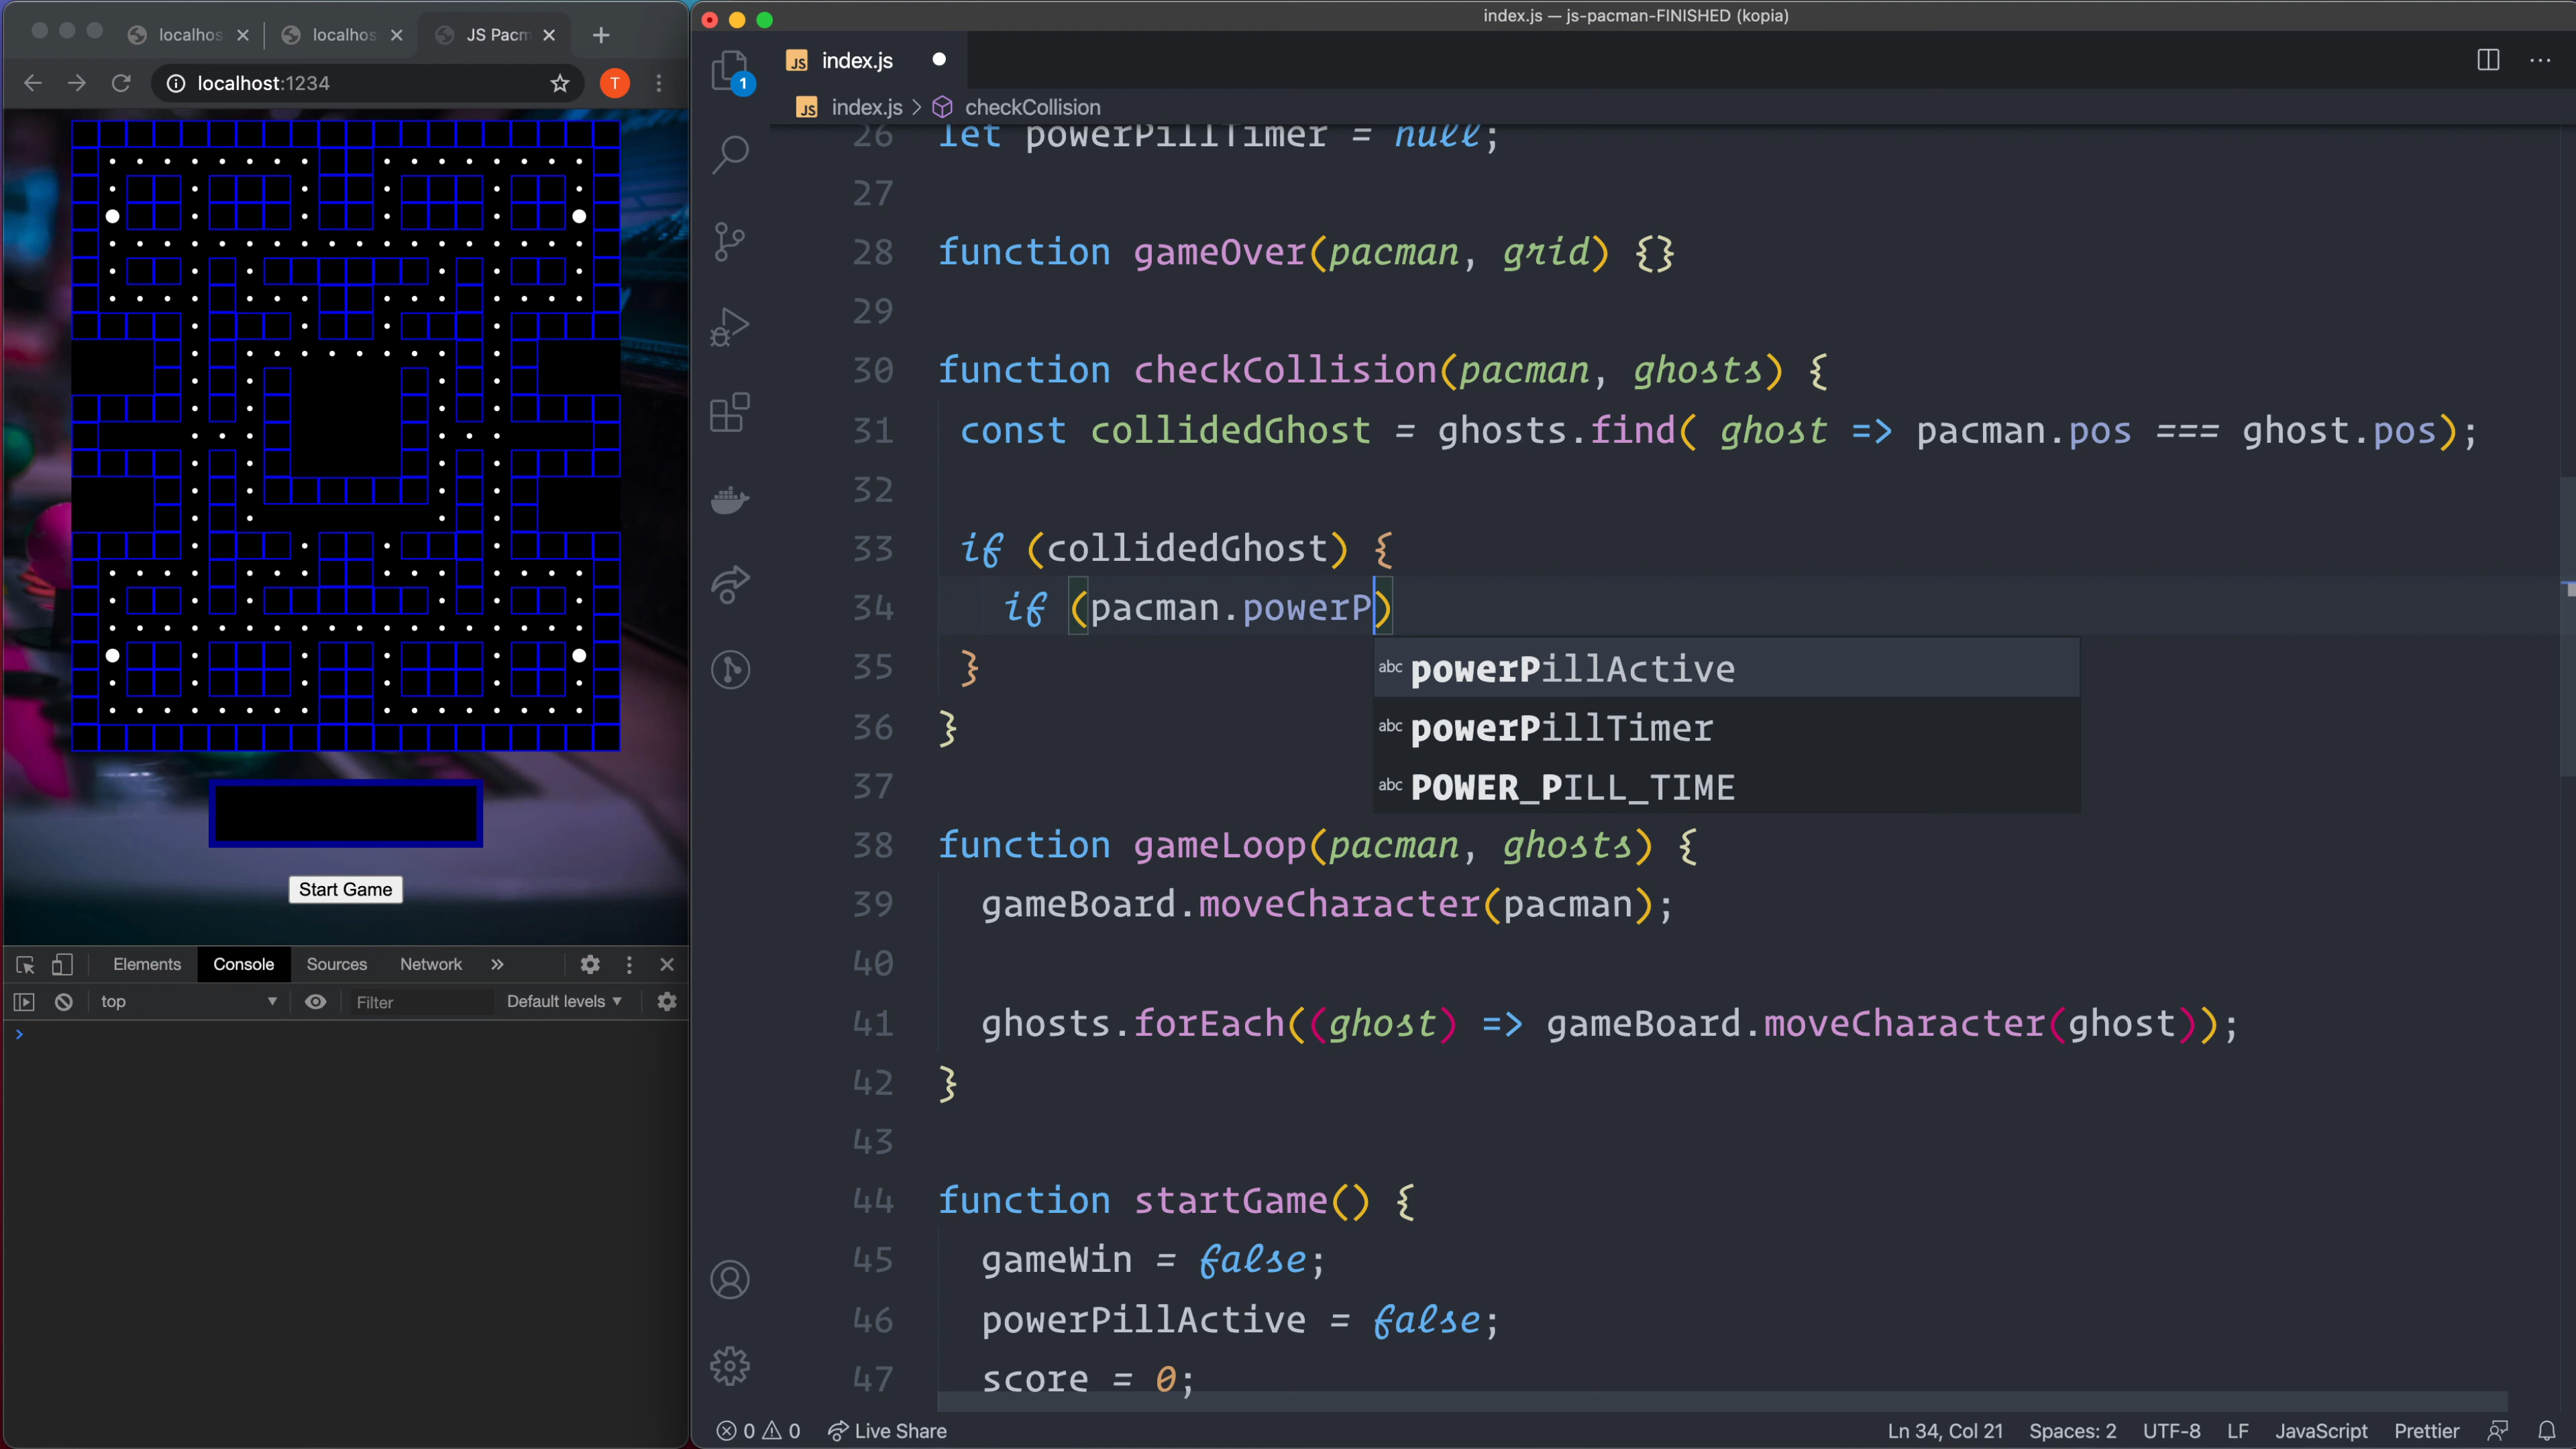 localhos
localhos
JS Pacm
localhost:1234
T
Start Game
Elements Console Sources Network »
top Filter Default levels
index.js — js-pacman-FINISHED (kopia)
1
JS index.js
JS index.js > checkCollision
26 let powerPillTimer = null;
27
28 function gameOver(pacman, grid) {}
29
30 function checkCollision(pacman, ghosts) {
31 const collidedGhost = ghosts.find( ghost => pacman.pos === ghost.pos);
32
33 if (collidedGhost) {
34 if (pacman.powerP)
abc powerPillActive
35 }
abc powerPillTimer
36 }
abc POWER_PILL_TIME
37
38 function gameLoop(pacman, ghosts) {
39 gameBoard.moveCharacter(pacman);
40
41 ghosts.forEach((ghost) => gameBoard.moveCharacter(ghost));
42 }
43
44 function startGame() {
45 gameWin = false;
46 powerPillActive = false;
47 score = 0;
0 0 Live Share Ln 34, Col 21 Spaces: 2 UTF-8 LF JavaScript Prettier